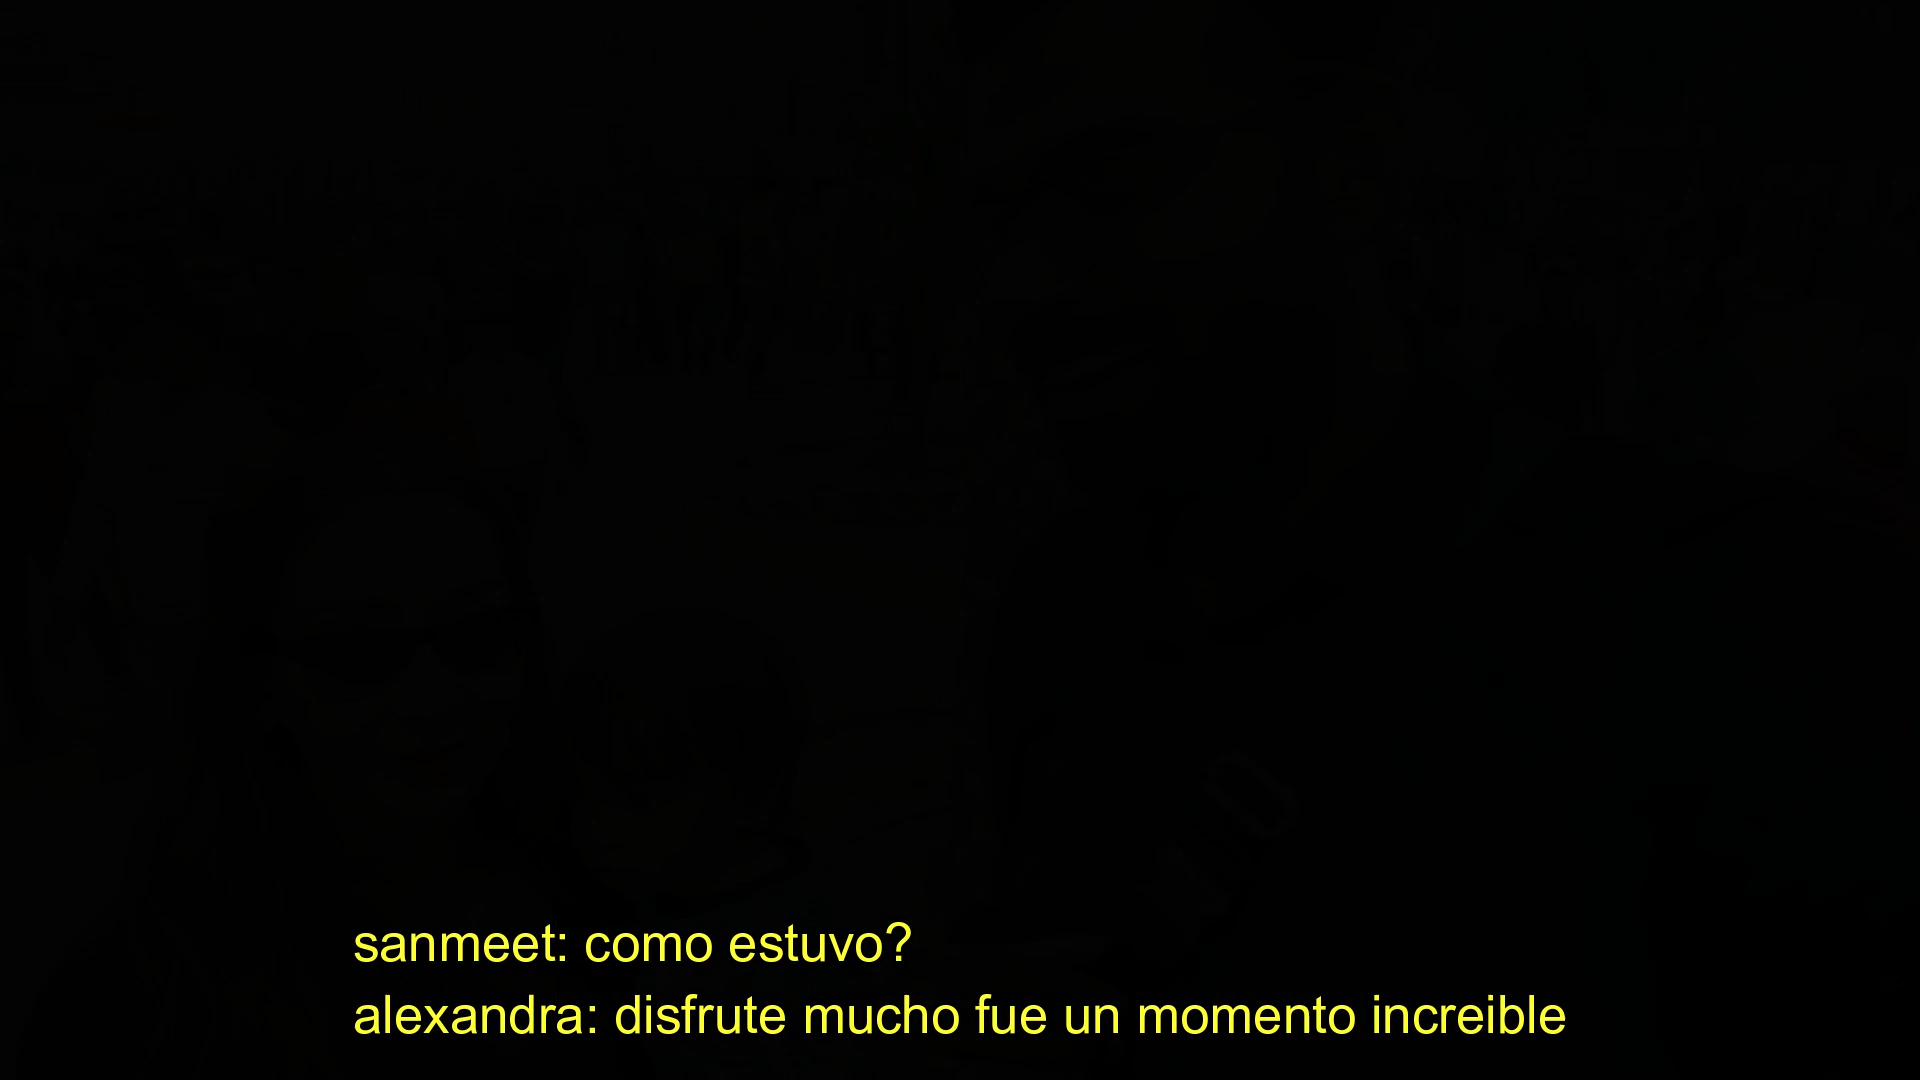 sanmeet: como estuvo?
alexandra: disfrute mucho fue un momento increible